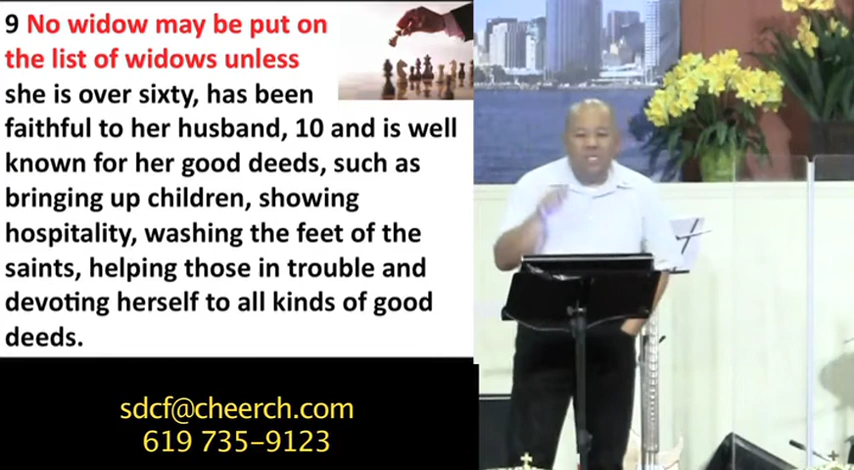 9 No widow may be put on
the list of widows unless
she is over sixty, has been
faithful to her husband, 10 and is well
known for her good deeds, such as
bringing up children, showing
hospitality, washing the feet of the
saints, helping those in trouble and
devoting herself to all kinds of good
deeds.
sdcf@cheerch.com
619 735-9123